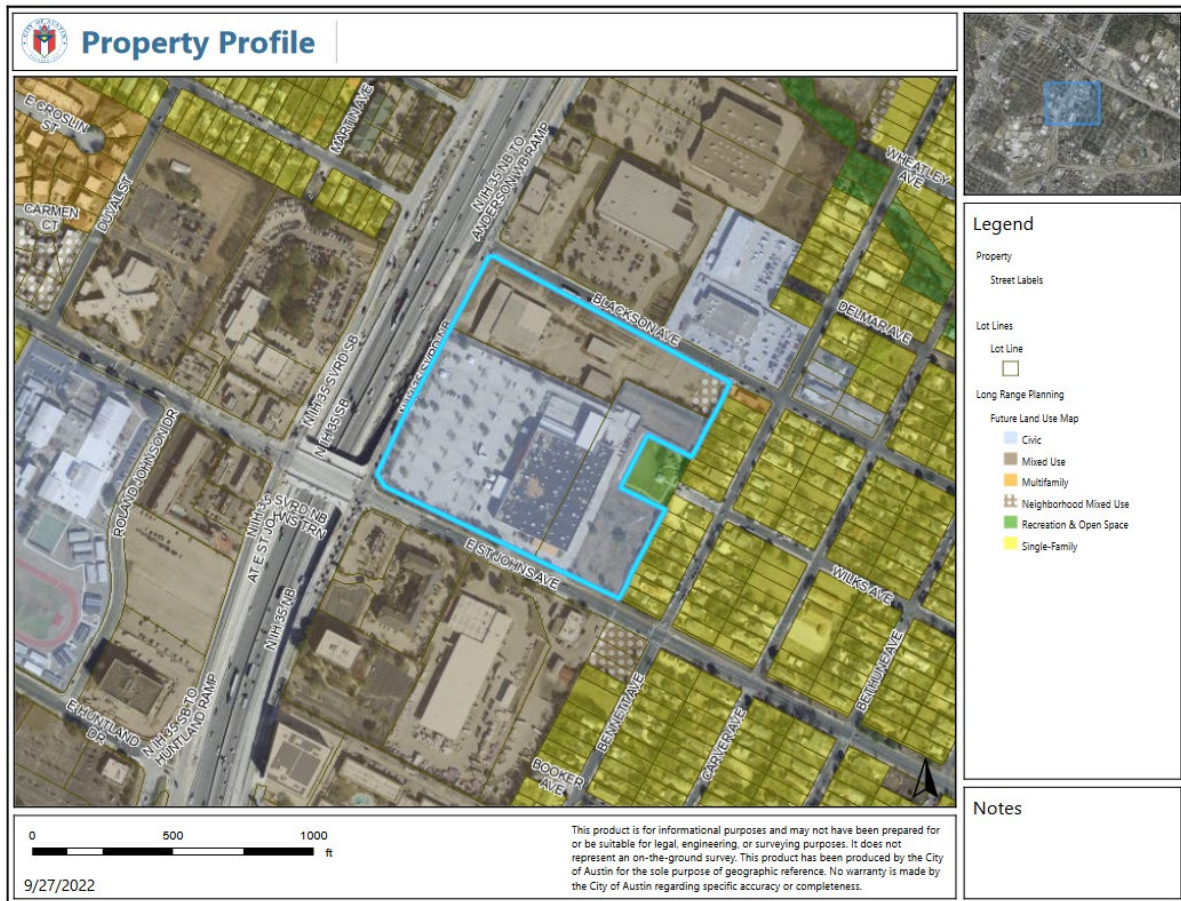 Property Profile
E CROSLIN
ST
MARTIN AVE
N IH 35 NB TO
ANDERSON WB RAMP
WHEATLEY
AVE
DUVAL ST
CARMEN
CT
BLACKSON AVE
DELMAR AVE
N IH 35 SVRD SB
N IH 35 SB
N IH 35 SVRD NB
ROLAND JOHNSON DR
AT E ST JO
N IH 35 NB
E ST JOHNS AVE
WILKS AVE
BETHUNE AVE
E HUNTLAND
DR
N IH 35 SB TO
HUNTLAND RAMP
BENNETT AVE
CARVER AVE
BOOKER
AVE
Legend
Property
Street Labels
Lot Lines
Lot Line
Long Range Planning
Future Land Use Map
Civic
Mixed Use
Multifamily
Neighborhood Mixed Use
Recreation & Open Space
Single-Family
Notes
0 500 1000
ft
9/27/2022
This product is for informational purposes and may not have been prepared for
or be suitable for legal, engineering, or surveying purposes. It does not
represent an on-the-ground survey. This product has been produced by the City
of Austin for the sole purpose of geographic reference. No warranty is made by
the City of Austin regarding specific accuracy or completeness.